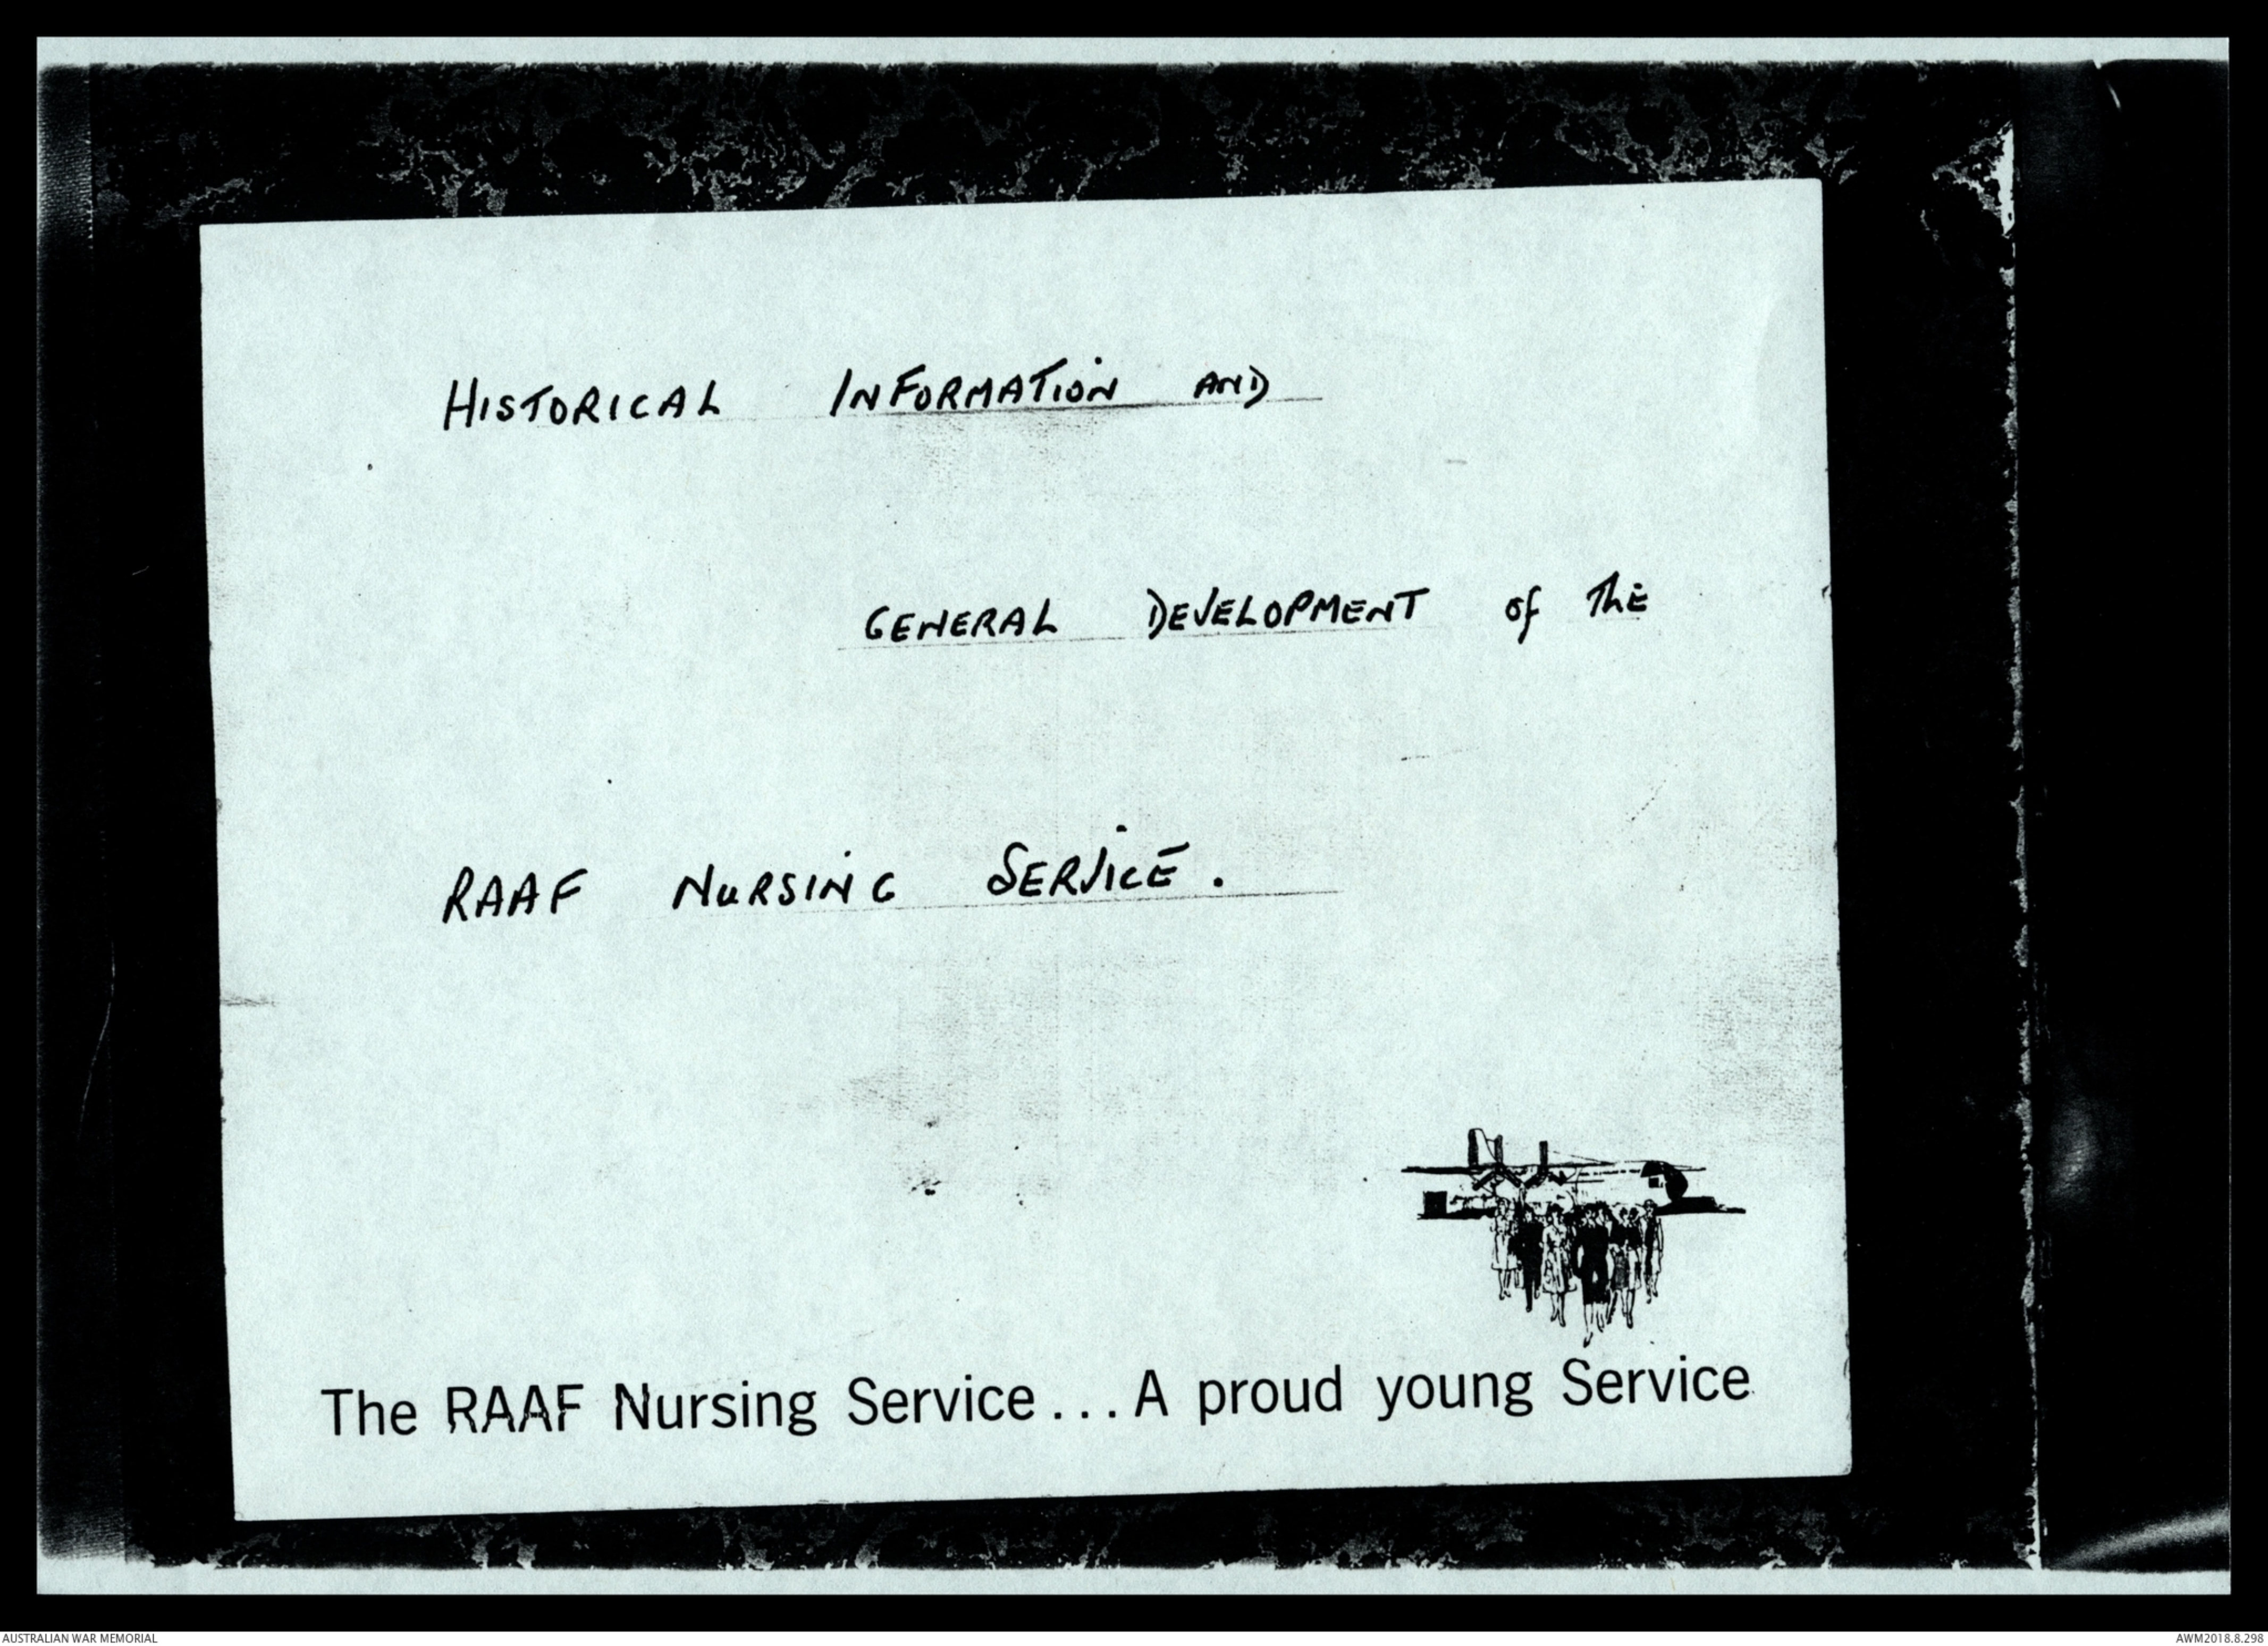 HISTORICAL INFORMATION AND
GENERAL DEVELOPMENT of The
RAAF NURSING SERVICE.
The RAAF Nursing Service...A proud young Service
AUSTRALIAN WAR MEMORIAL
AWM2018.8.298